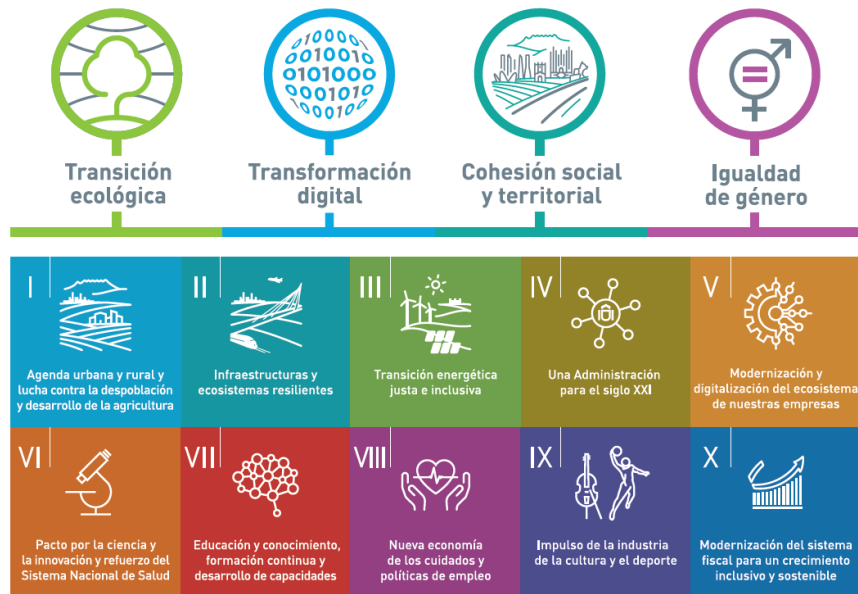 Transición
ecológica
Transformación
digital
Cohesión social
y territorial
Igualdad
de género
I
Agenda urbana y rural y
lucha contra la despoblación
y desarrollo de la agricultura
II
Infraestructuras y
ecosistemas resilientes
III
Transición energética
justa e inclusiva
IV
Una Administración
para el siglo XXI
V
Modernización y
digitalización del ecosistema
de nuestras empresas
VI
Pacto por la ciencia y
la innovación y refuerzo del
Sistema Nacional de Salud
VII
Educación y conocimiento,
formación continua y
desarrollo de capacidades
VIII
Nueva economía
de los cuidados y
políticas de empleo
IX
Impulso de la industria
de la cultura y el deporte
X
Modernización del sistema
fiscal para un crecimiento
inclusivo y sostenible